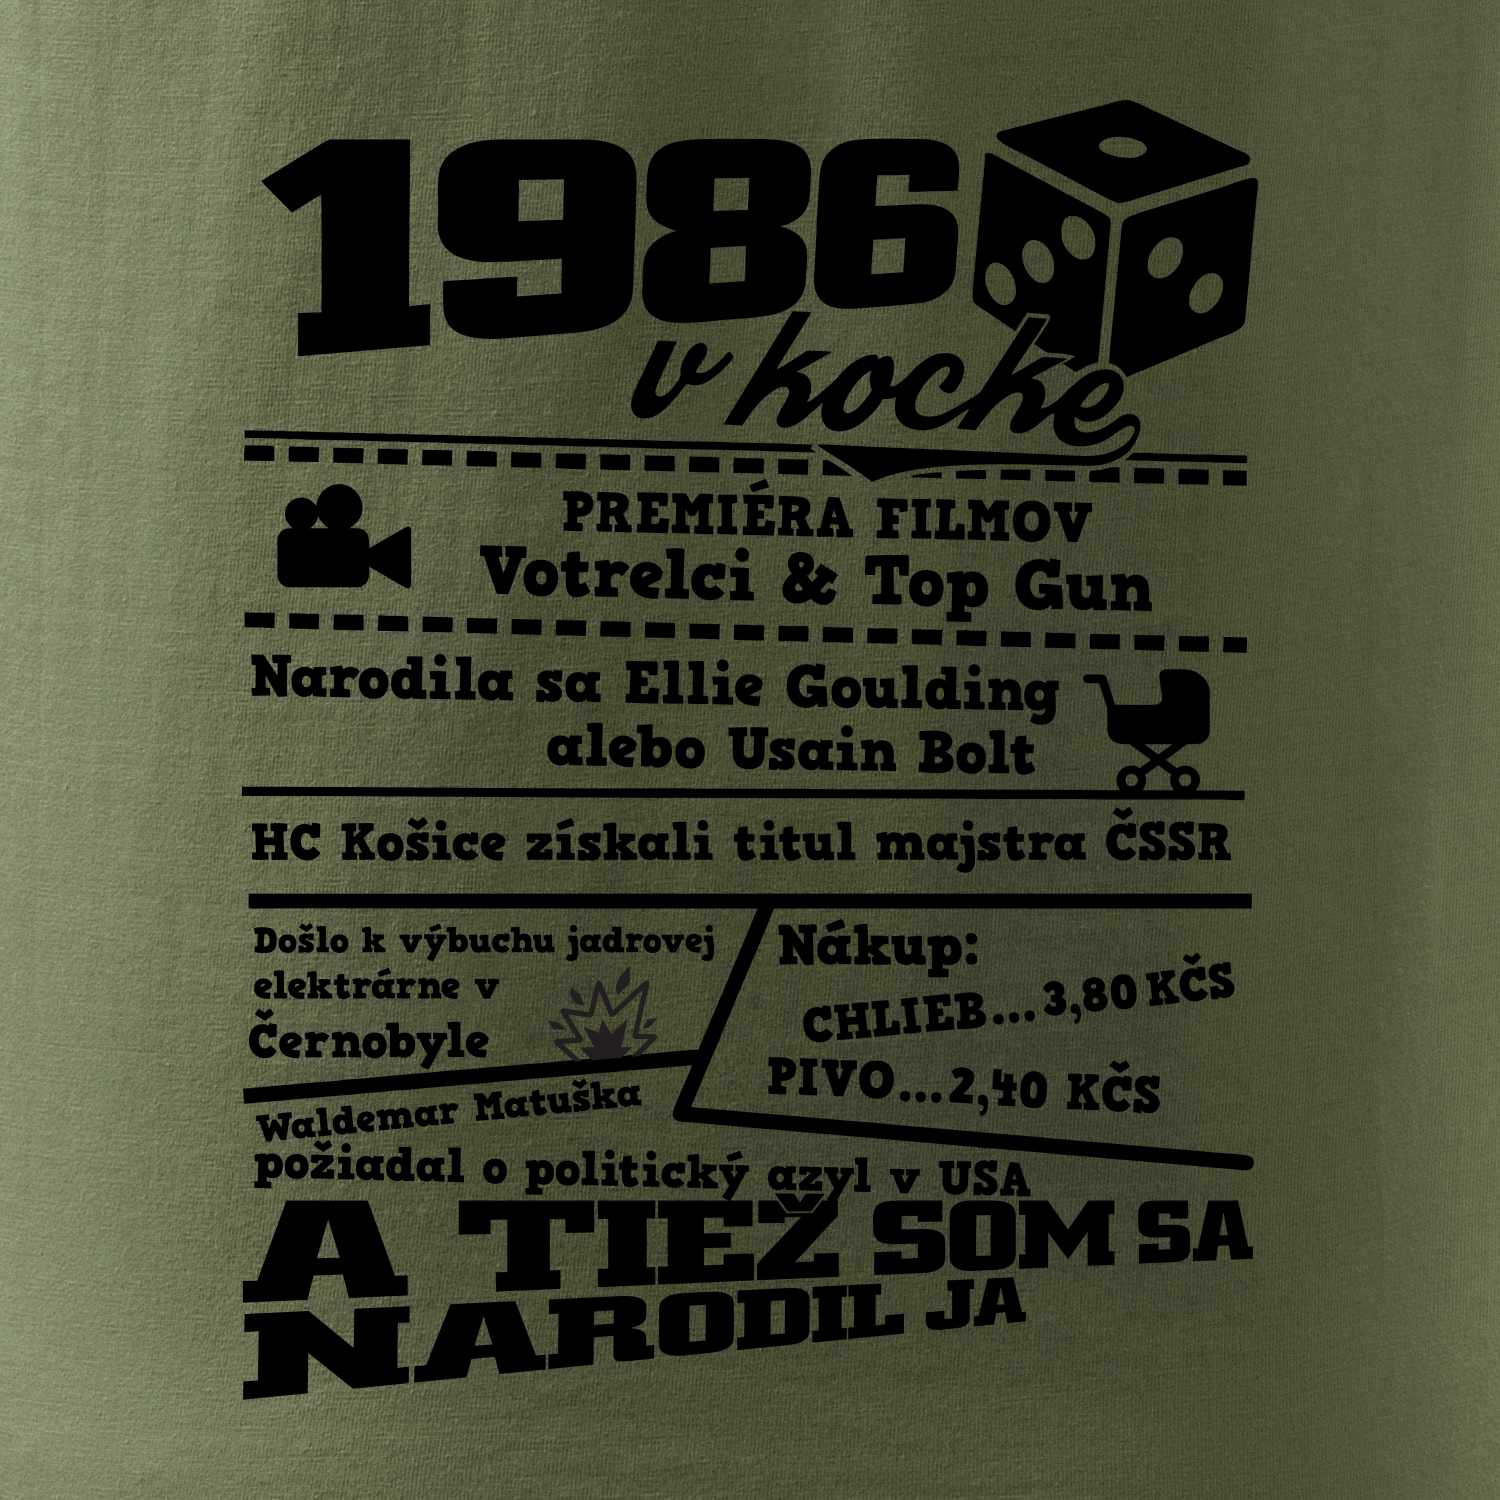 1986
v kocke
PREMIÉRA FILMOV
Votrelci & Top Gun
Narodila sa Ellie Goulding
alebo Usain Bolt
HC Košice získali titul majstra ČSSR
Došlo k výbuchu jadrovej
elektrárne v
Černobyle
Nákup:
CHLIEB...3,80 KČS
PIVO...2,40 KČS
Waldemar Matuška
požiadal o politický azyl v USA
A TIEŽ SOM SA
NARODIL JA